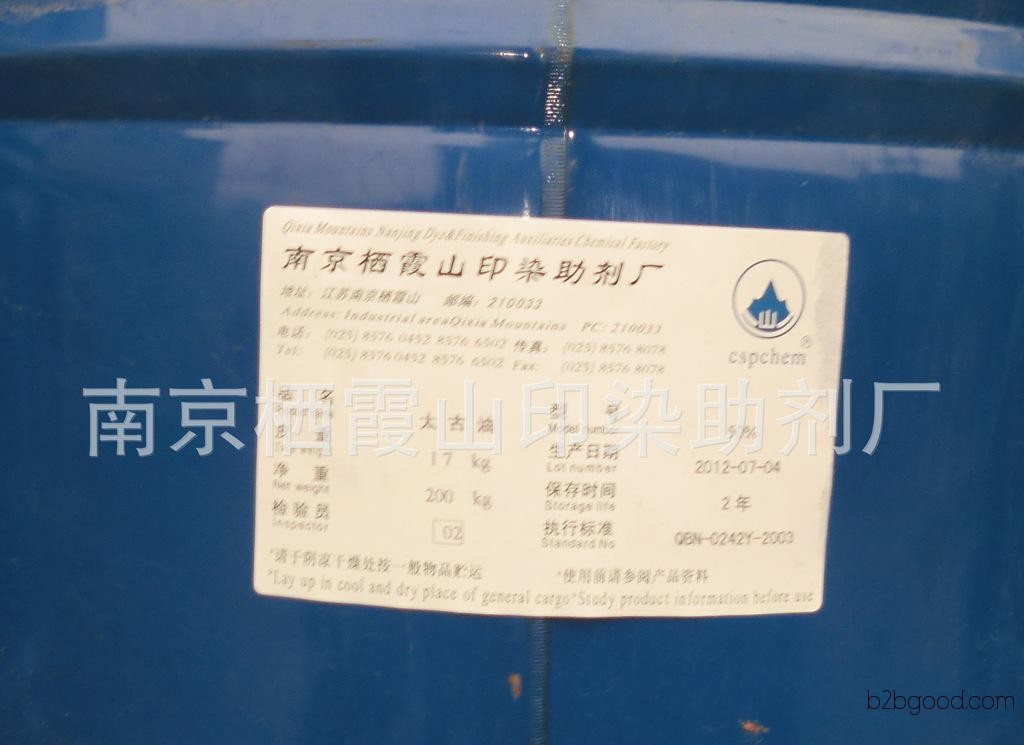 Qixia Mountains Nanjing Dye&Finishing Auxiliaries Chemical Factory
南京栖霞山印染助剂厂
地址：江苏南京栖霞山 邮编：210033
Address: Industrial areaQixia Mountains PC: 210033
电话： (025) 8576 0452 8576 6502 传真： (025) 8576 8078
Tel: (025) 8576 0452 8576 6502 Fax: (025) 8576 8078
cspchem®
山
南京栖霞山印染助剂厂
品名 太古油 型号 50%
Model number
皮重 17 kg 生产日期 2012-07-04
Lot number
净重 200 kg 保存时间 2年
Net weight Storage life
检验员 02 执行标准 QBN-0242Y-2003
Inspector Standard No
*请于阴凉干燥处按一般物品贮运 *使用前请参阅产品资料
*Lay up in cool and dry place of general cargo*Study product information before use
b2bgood.com